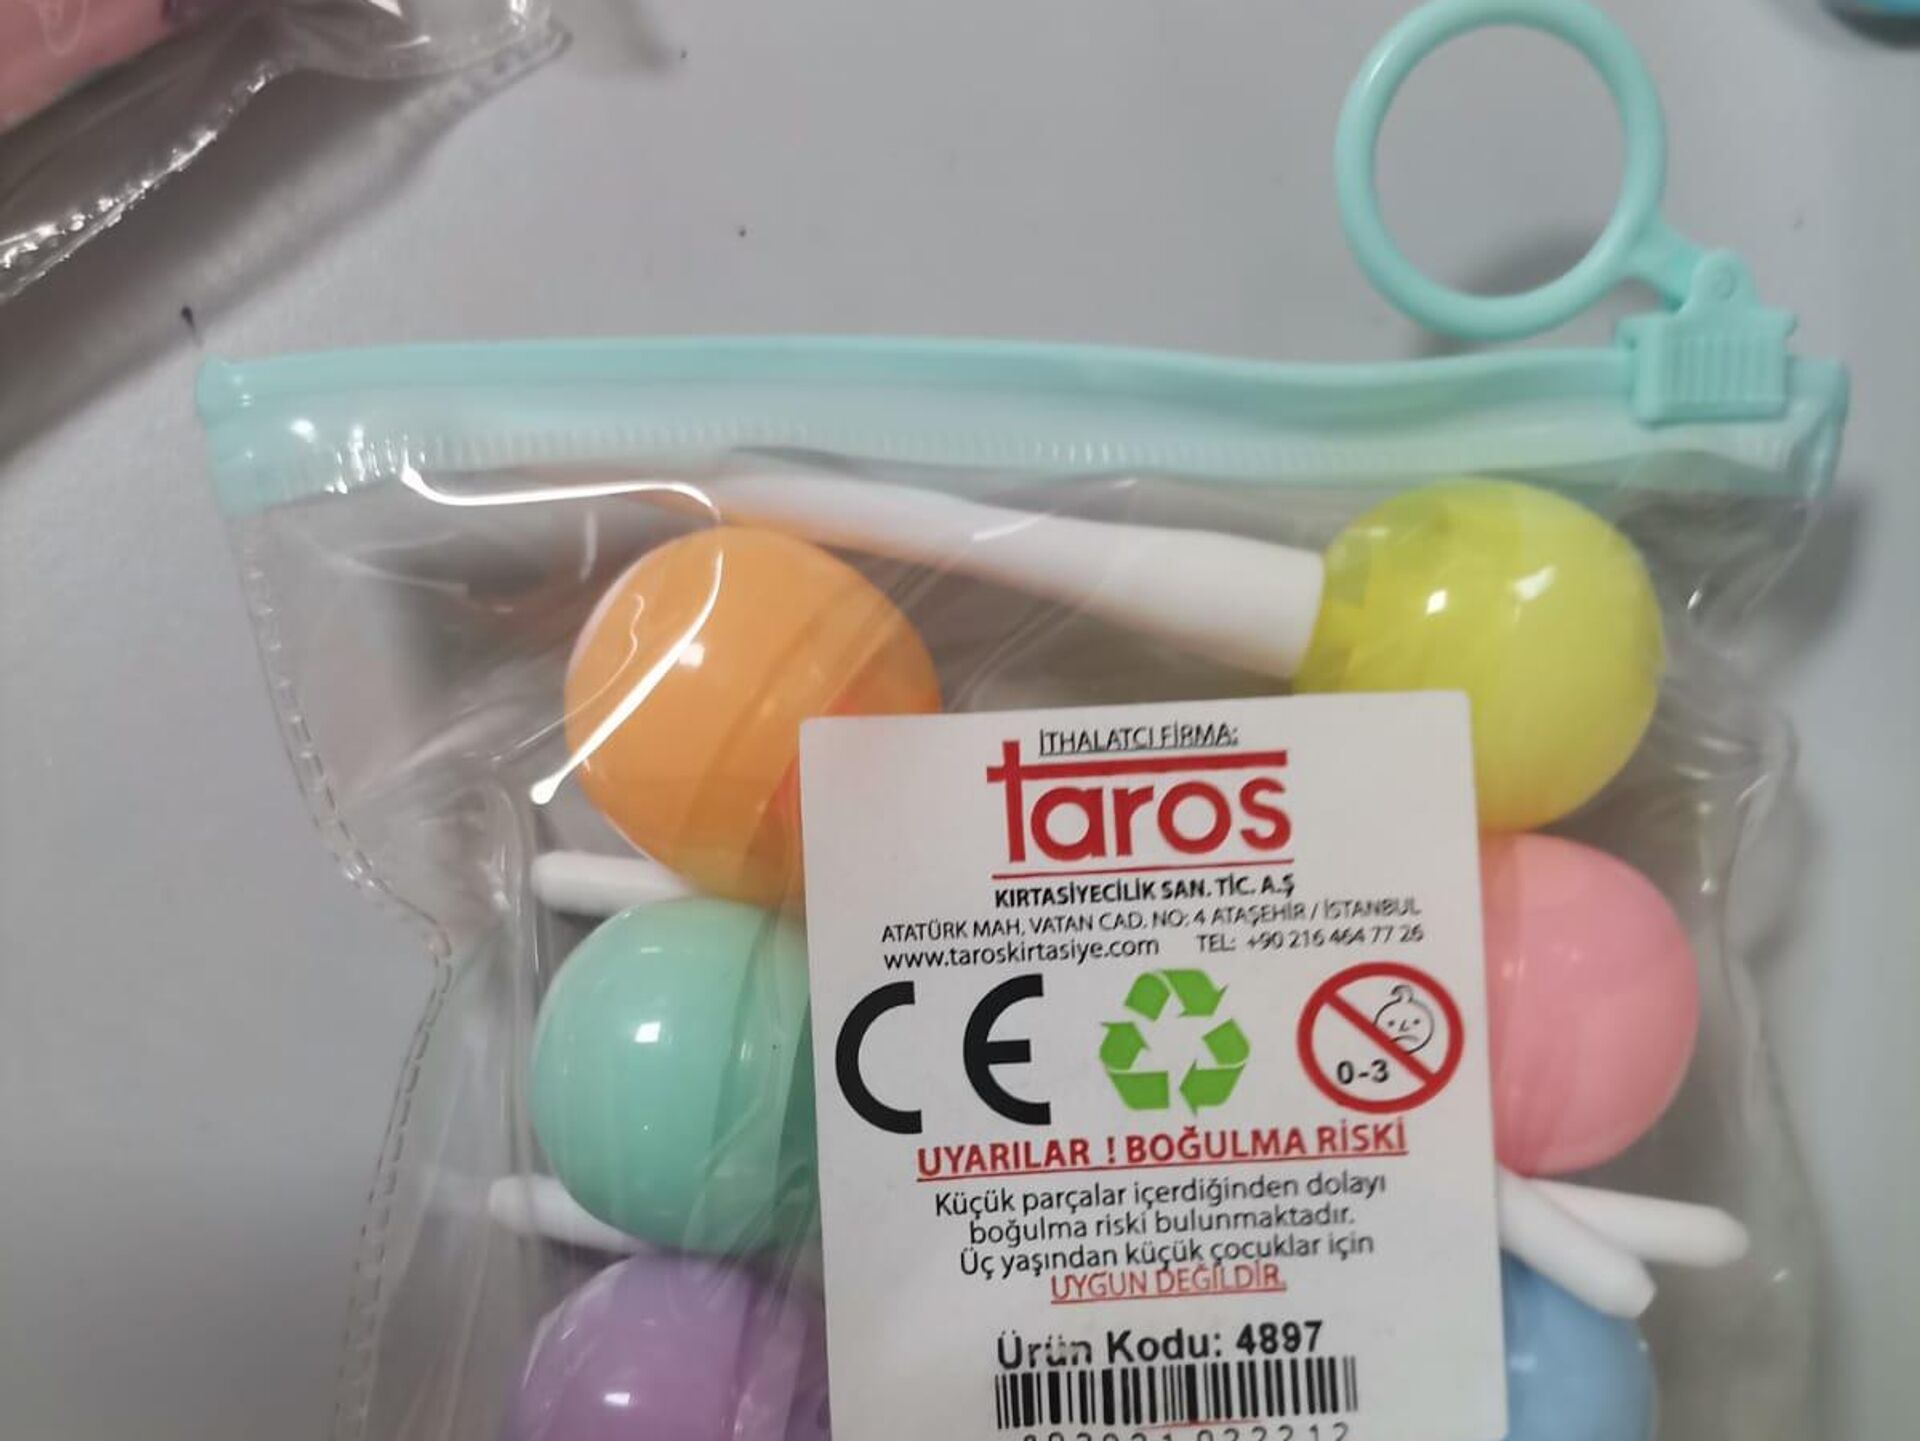 İTHALATCI FİRMA:
taros
KIRTASİYECİLİK SAN. TİC. A.Ş
ATATÜRK MAH. VATAN CAD. NO: 4 ATAŞEHİR / İSTANBUL
www.taroskirtasiye.com TEL: +90 216 464 77 26
CE
0-3
UYARILAR ! BOĞULMA RİSKİ
Küçük parçalar içerdiğinden dolayı
boğulma riski bulunmaktadır.
Üç yaşından küçük çocuklar için
UYGUN DEĞİLDİR.
Ürün Kodu: 4897